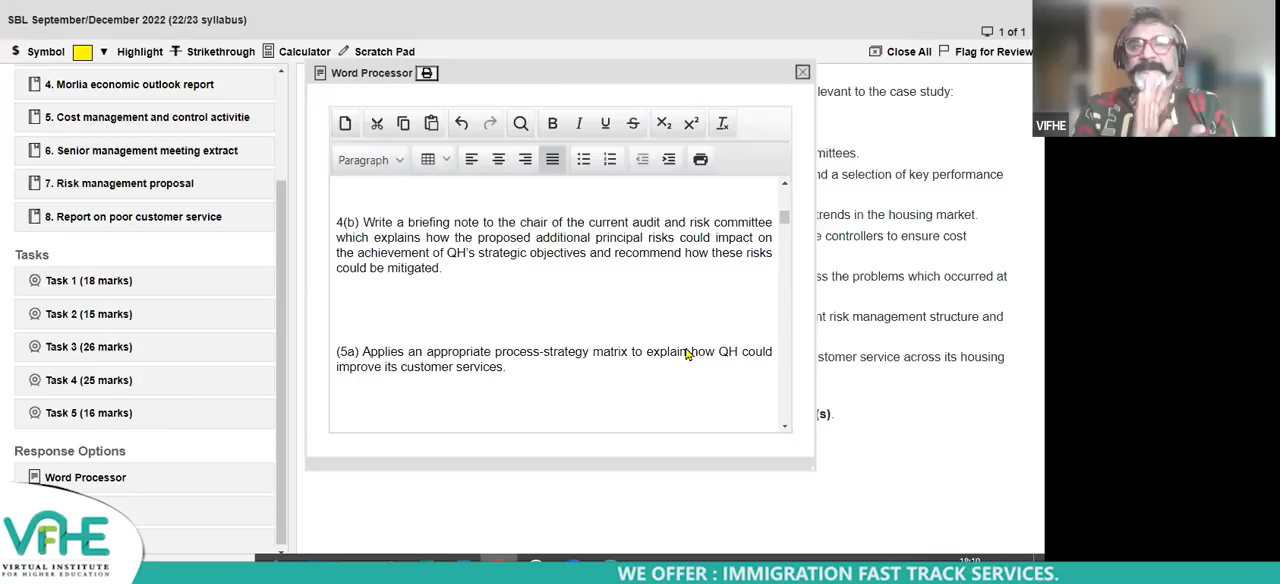 SBL September/December 2022 (22/23 syllabus)
1 of 1
$ Symbol Highlight Strikethrough Calculator Scratch Pad
Close All Flag for Review
4. Morlia economic outlook report
5. Cost management and control activitie
6. Senior management meeting extract
7. Risk management proposal
8. Report on poor customer service
Tasks
Task 1 (18 marks)
Task 2 (15 marks)
Task 3 (26 marks)
Task 4 (25 marks)
Task 5 (16 marks)
Response Options
Word Processor
Word Processor
Paragraph
4(b) Write a briefing note to the chair of the current audit and risk committee
which explains how the proposed additional principal risks could impact on
the achievement of QH's strategic objectives and recommend how these risks
could be mitigated.
(5a) Applies an appropriate process-strategy matrix to explain how QH could
improve its customer services.
levant to the case study:
mittees.
nd a selection of key performance
trends in the housing market.
e controllers to ensure cost
ss the problems which occurred at
nt risk management structure and
stomer service across its housing
(s).
VIFHE
VFHE
VIRTUAL INSTITUTE
FOR HIGHER EDUCATION
WE OFFER : IMMIGRATION FAST TRACK SERVICES.